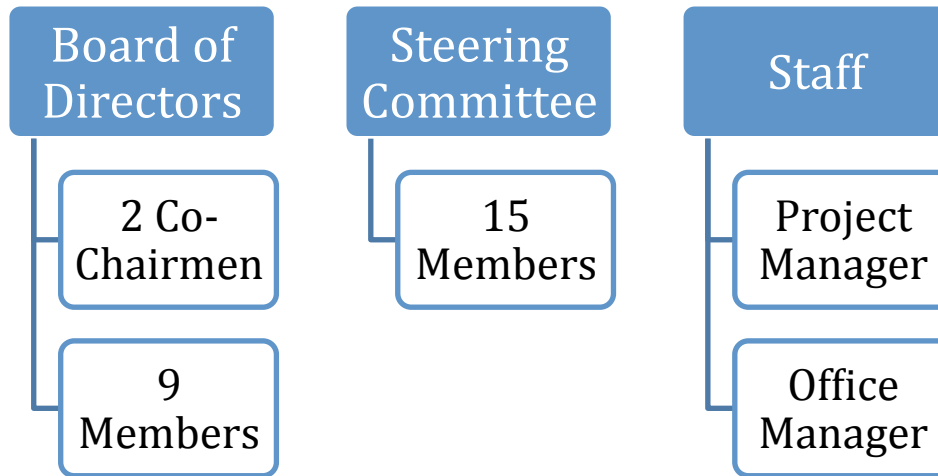 Board of
Directors
2 Co-
Chairmen
9
Members
Steering
Committee
15
Members
Staff
Project
Manager
Office
Manager